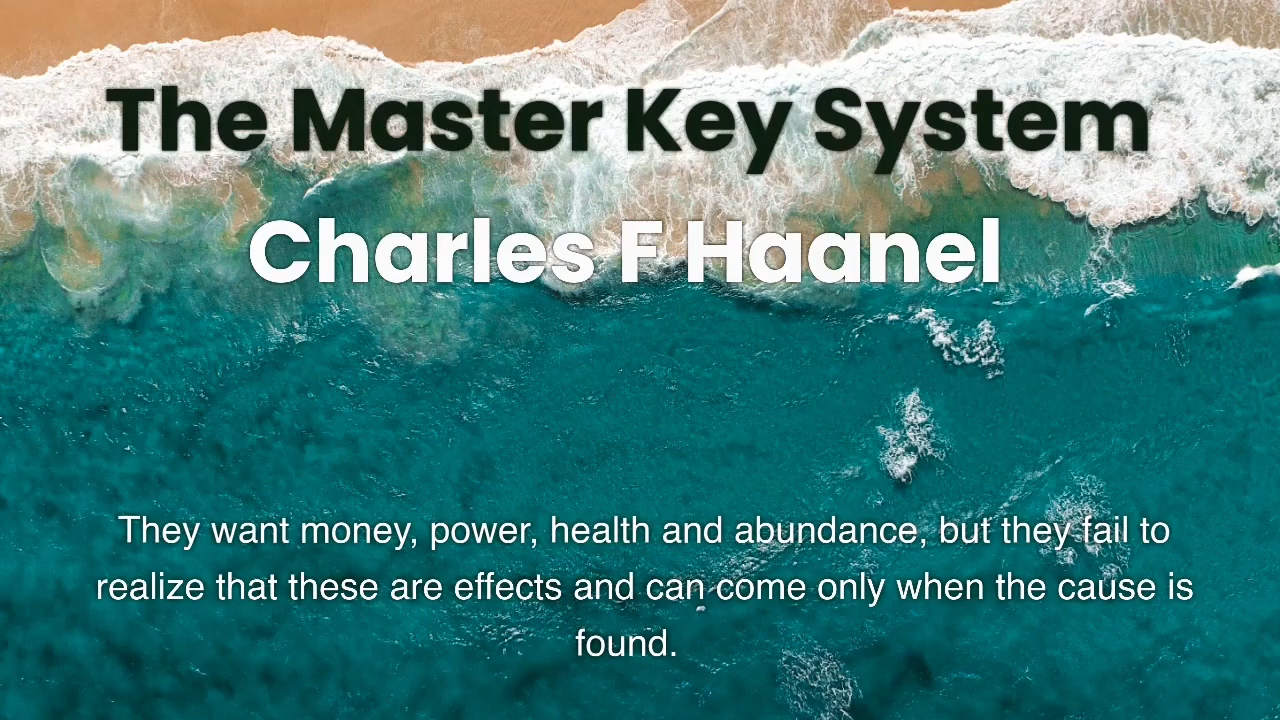 The Master Key System
Charles F Haanel
They want money, power, health and abundance, but they fail to
realize that these are effects and can come only when the cause is
found.